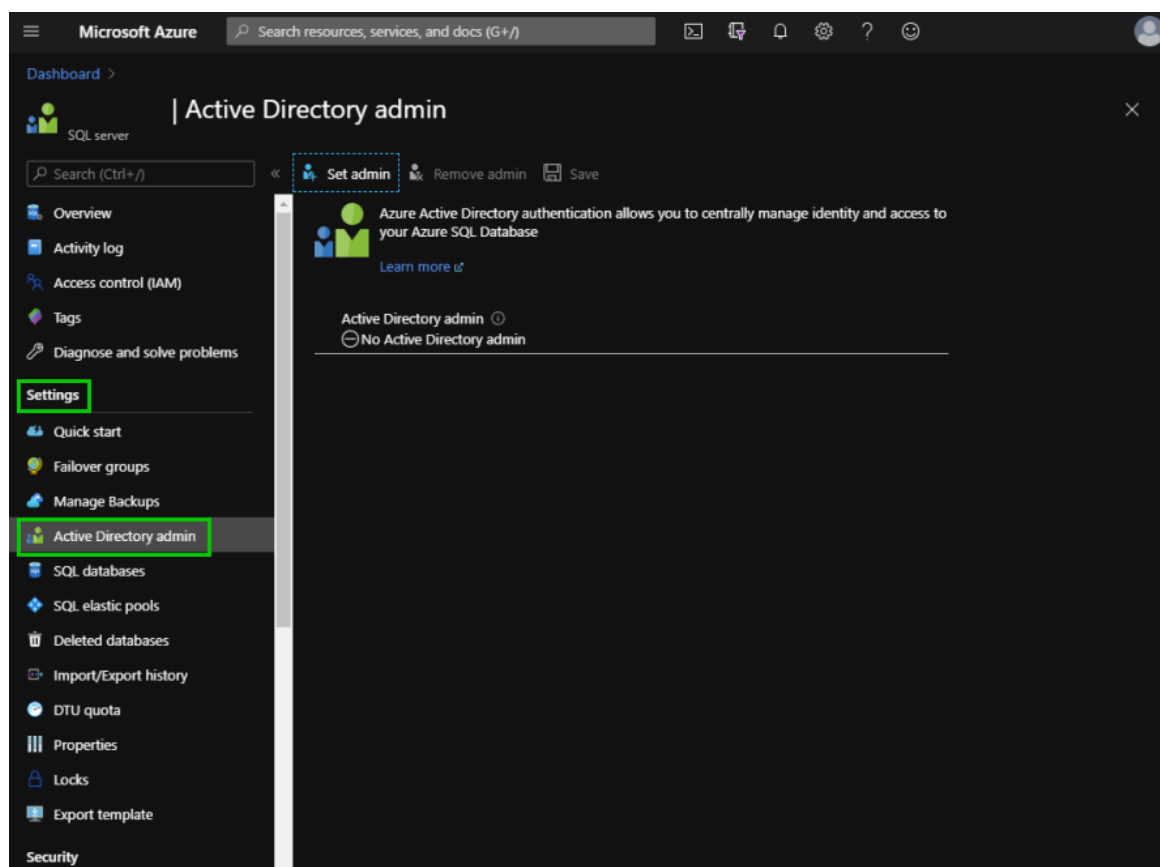 Microsoft Azure
Search resources, services, and docs (G+/)
Dashboard >
| Active Directory admin
SQL server
Search (Ctrl+/)
«
Set admin
Remove admin
Save
Overview
Activity log
Access control (IAM)
Tags
Diagnose and solve problems
Settings
Quick start
Failover groups
Manage Backups
Active Directory admin
SQL databases
SQL elastic pools
Deleted databases
Import/Export history
DTU quota
Properties
Locks
Export template
Security
Azure Active Directory authentication allows you to centrally manage identity and access to
your Azure SQL Database
Learn more
Active Directory admin
No Active Directory admin